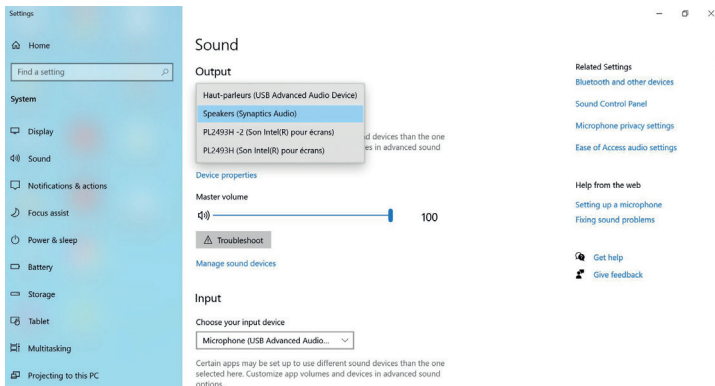 Settings
Home
Find a setting
System
Display
Sound
Notifications & actions
Focus assist
Power & sleep
Battery
Storage
Tablet
Multitasking
Projecting to this PC
Sound
Output
Haut-parleurs (USB Advanced Audio Device)
Speakers (Synaptics Audio)
PL2493H -2 (Son Intel(R) pour écrans)
PL2493H (Son Intel(R) pour écrans)
devices than the one
in advanced sound
Device properties
Master volume
100
Troubleshoot
Manage sound devices
Input
Choose your input device
Microphone (USB Advanced Audio...
Certain apps may be set up to use different sound devices than the one
selected here. Customize app volumes and devices in advanced sound
options.
Related Settings
Bluetooth and other devices
Sound Control Panel
Microphone privacy settings
Ease of Access audio settings
Help from the web
Setting up a microphone
Fixing sound problems
Get help
Give feedback